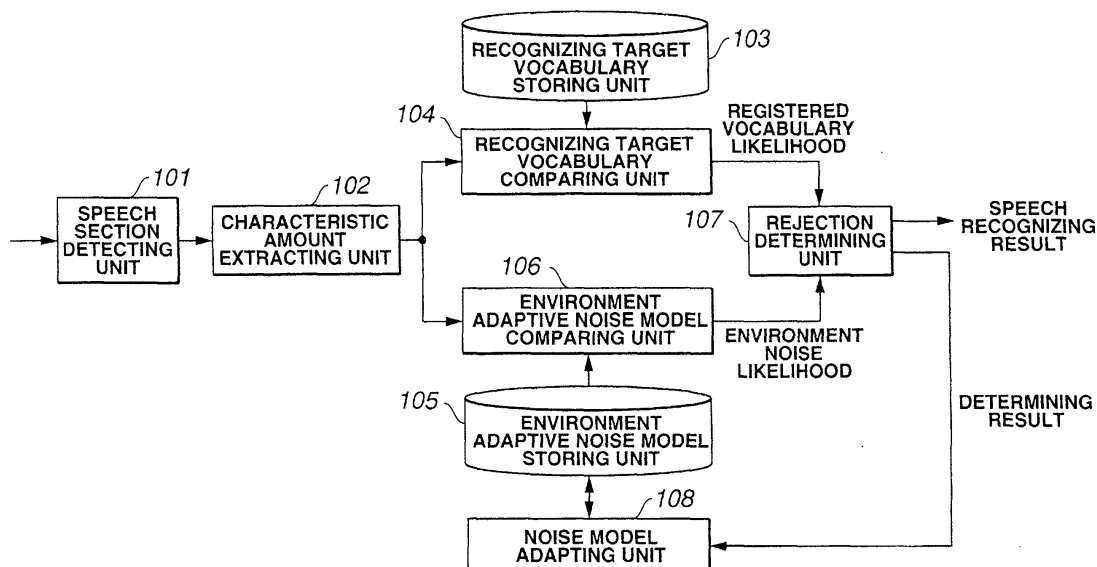 103
RECOGNIZING TARGET
VOCABULARY
STORING UNIT
104
RECOGNIZING TARGET
VOCABULARY
COMPARING UNIT
REGISTERED
VOCABULARY
LIKELIHOOD
101
SPEECH
SECTION
DETECTING
UNIT
102
CHARACTERISTIC
AMOUNT
EXTRACTING UNIT
107
REJECTION
DETERMINING
UNIT
SPEECH
RECOGNIZING
RESULT
106
ENVIRONMENT
ADAPTIVE NOISE MODEL
COMPARING UNIT
ENVIRONMENT
NOISE
LIKELIHOOD
105
ENVIRONMENT
ADAPTIVE NOISE MODEL
STORING UNIT
DETERMINING
RESULT
108
NOISE MODEL
ADAPTING UNIT